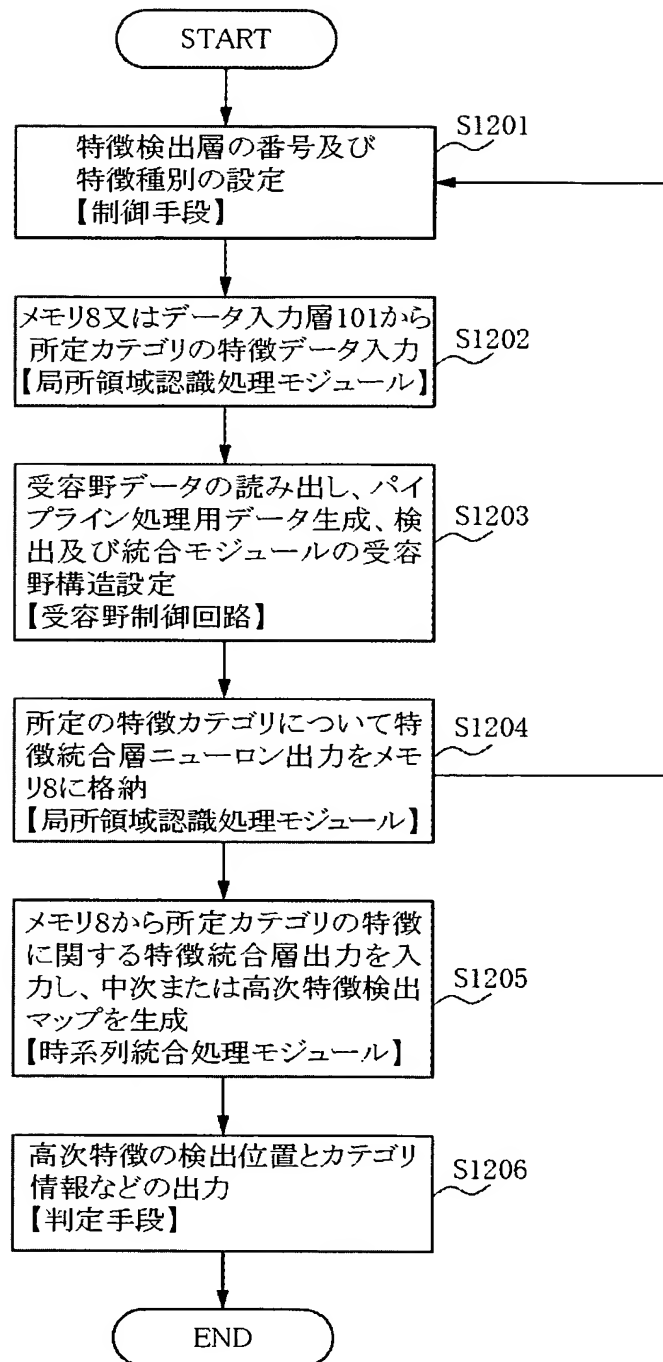 START
S1201
特徴検出層の番号及び
特徴種別の設定
【制御手段】
S1202
メモリ8又はデータ入力層101から
所定カテゴリの特徴データ入力
【局所領域認識処理モジュール】
S1203
受容野データの読み出し、パイ
プライン処理用データ生成、検
出及び統合モジュールの受容
野構造設定
【受容野制御回路】
S1204
所定の特徴カテゴリについて特
徴統合層ニューロン出力をメモ
リ8に格納
【局所領域認識処理モジュール】
S1205
メモリ8から所定カテゴリの特徴
に関する特徴統合層出力を入
力し、中次または高次特徴検出
マップを生成
【時系列統合処理モジュール】
S1206
高次特徴の検出位置とカテゴリ
情報などの出力
【判定手段】
END